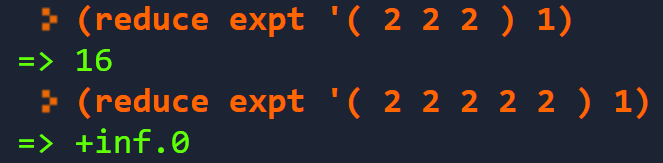 (reduce expt '( 2 2 2 ) 1)
=> 16
(reduce expt '( 2 2 2 2 2 ) 1)
=> +inf.0